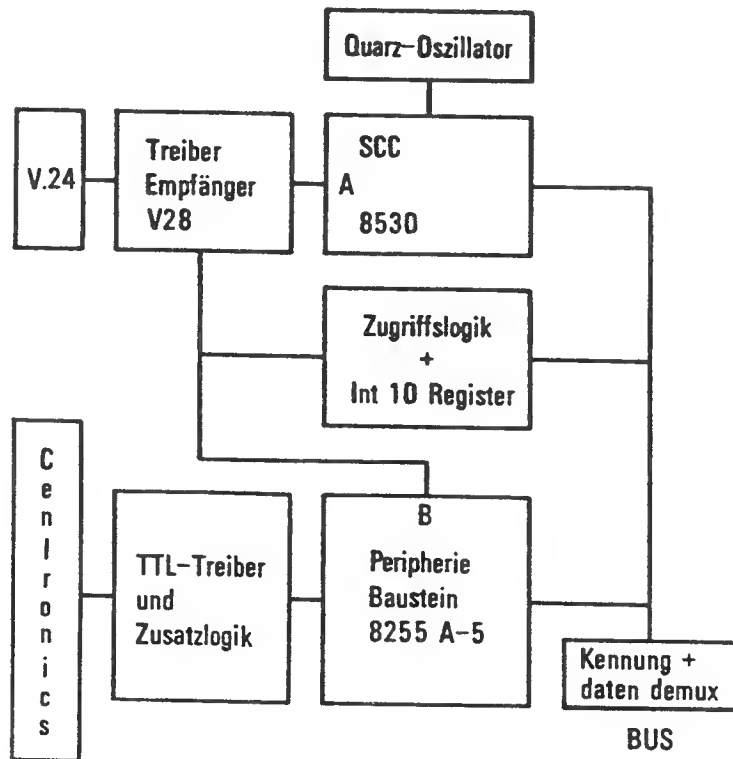 Quarz-Oszillator
V.24
Treiber
Empfänger
V28
SCC
A
8530
Zugriffslogik
+
Int 10 Register
Centronics
TTL-Treiber
und
Zusatzlogik
B
Peripherie
Baustein
8255 A-5
Kennung +
daten demux
BUS